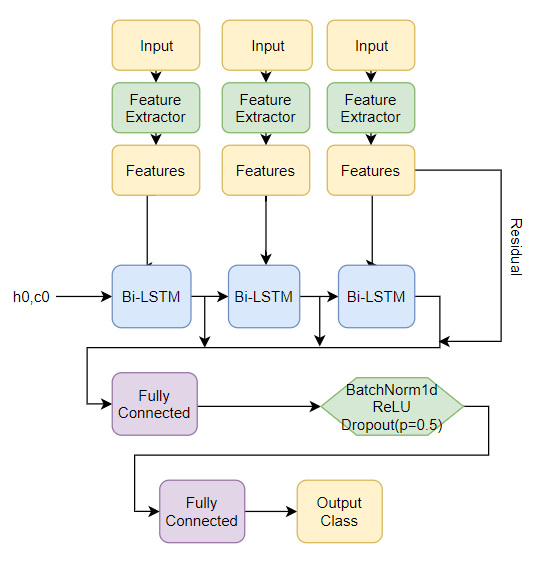 Input
Input
Input
Feature
Extractor
Feature
Extractor
Feature
Extractor
Features
Features
Features
Residual
h0,c0
Bi-LSTM
Bi-LSTM
Bi-LSTM
Fully
Connected
BatchNorm1d
ReLU
Dropout(p=0.5)
Fully
Connected
Output
Class